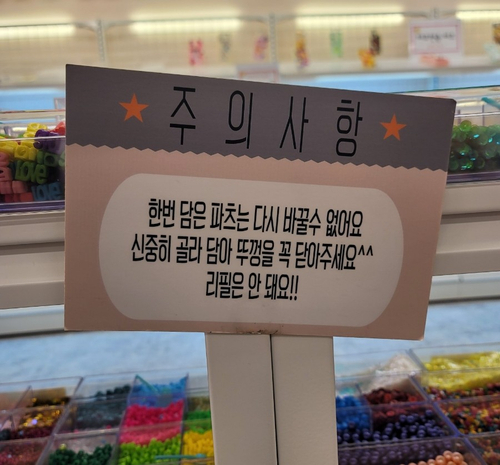 주의사항
한번 담은 파츠는 다시 바꿀수 없어요
신중히 골라 담아 뚜껑을 꼭 닫아주세요^^
리필은 안 돼요!!
LOVE